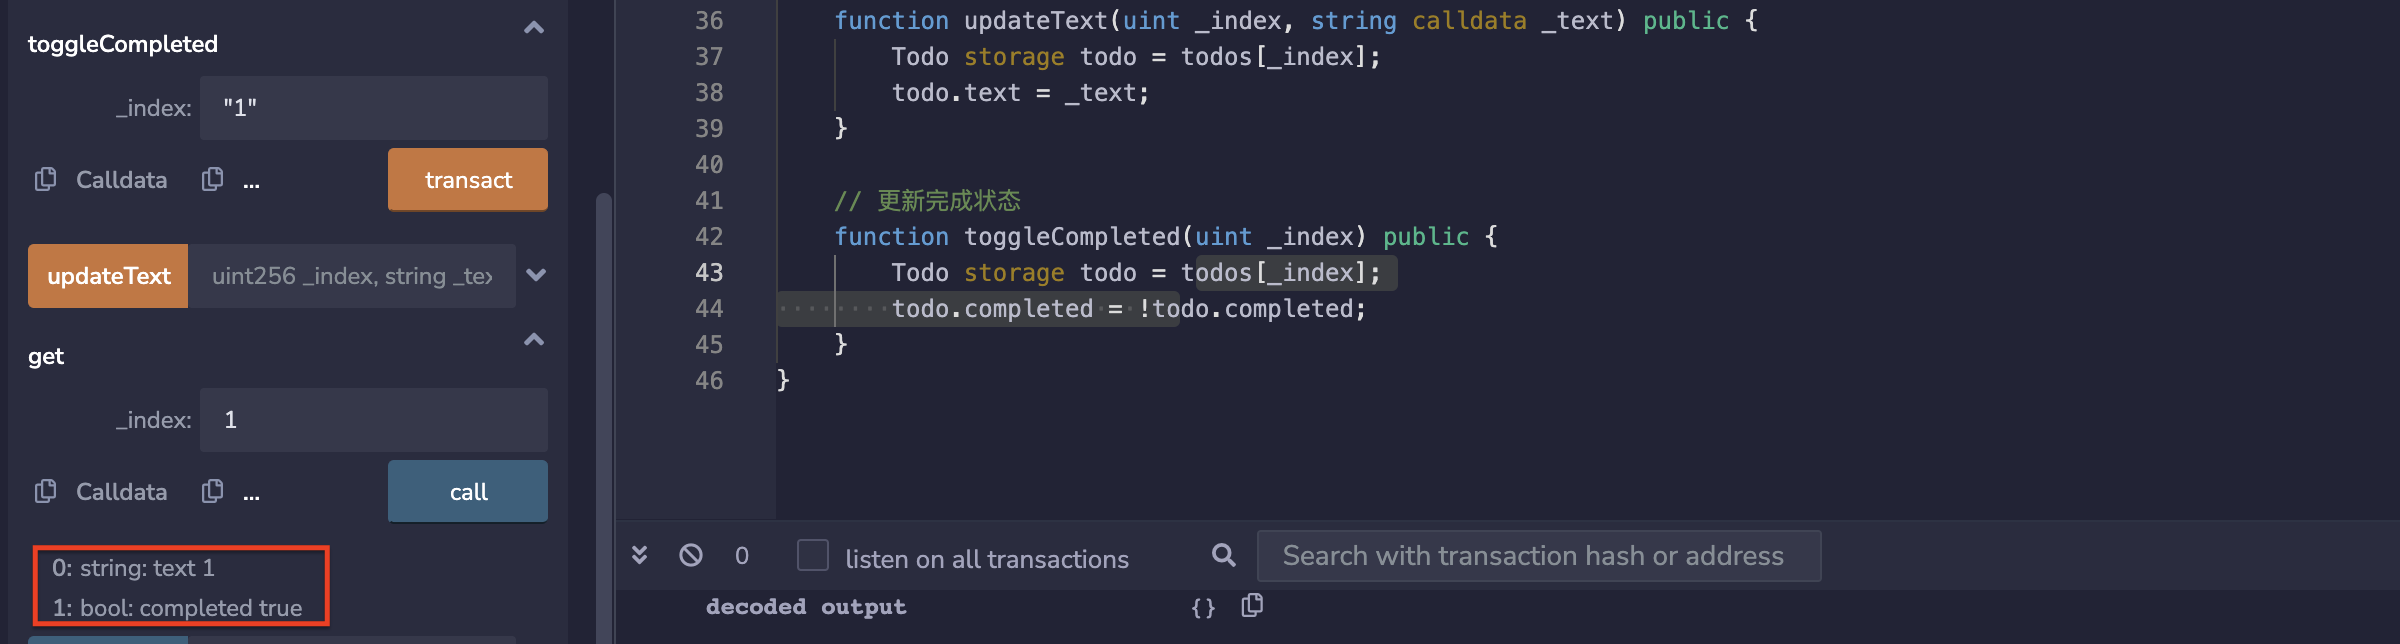 toggleCompleted
_index: "1"
Calldata ... transact
updateText uint256 _index, string _tex
get
_index: 1
Calldata ... call
0: string: text 1
1: bool: completed true
36 function updateText(uint _index, string calldata _text) public {
37 Todo storage todo = todos[_index];
38 todo.text = _text;
39 }
40
41 // 更新完成状态
42 function toggleCompleted(uint _index) public {
43 Todo storage todo = todos[_index];
44 todo.completed = !todo.completed;
45 }
46 }
0 listen on all transactions Search with transaction hash or address
decoded output {}